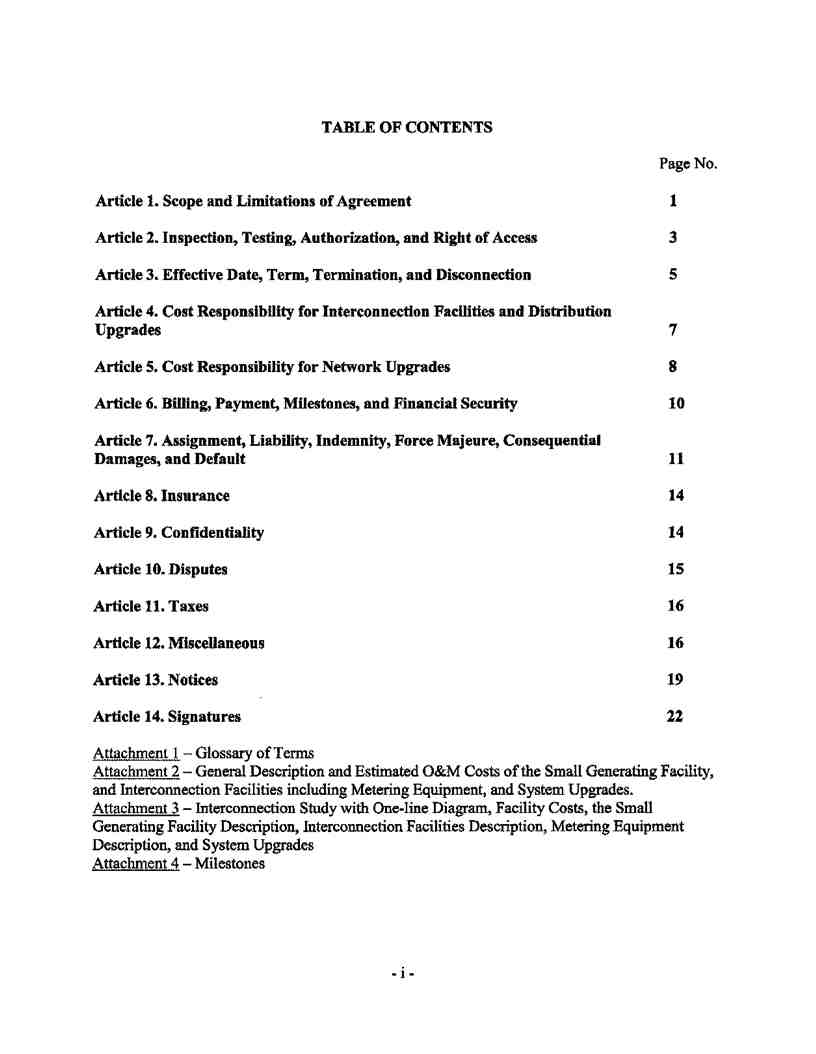 TABLE OF CONTENTS
Page No.
Article 1. Scope and Limitations of Agreement 1
Article 2. Inspection, Testing, Authorization, and Right of Access 3
Article 3. Effective Date, Term, Termination, and Disconnection 5
Article 4. Cost Responsibility for Interconnection Facilities and Distribution
Upgrades 7
Article 5. Cost Responsibility for Network Upgrades 8
Article 6. Billing, Payment, Milestones, and Financial Security 10
Article 7. Assignment, Liability, Indemnity, Force Majeure, Consequential
Damages, and Default 11
Article 8. Insurance 14
Article 9. Confidentiality 14
Article 10. Disputes 15
Article 11. Taxes 16
Article 12. Miscellaneous 16
Article 13. Notices 19
Article 14. Signatures 22
Attachment 1 – Glossary of Terms
Attachment 2 – General Description and Estimated O&M Costs of the Small Generating Facility,
and Interconnection Facilities including Metering Equipment, and System Upgrades.
Attachment 3 – Interconnection Study with One-line Diagram, Facility Costs, the Small
Generating Facility Description, Interconnection Facilities Description, Metering Equipment
Description, and System Upgrades
Attachment 4 – Milestones
- i -